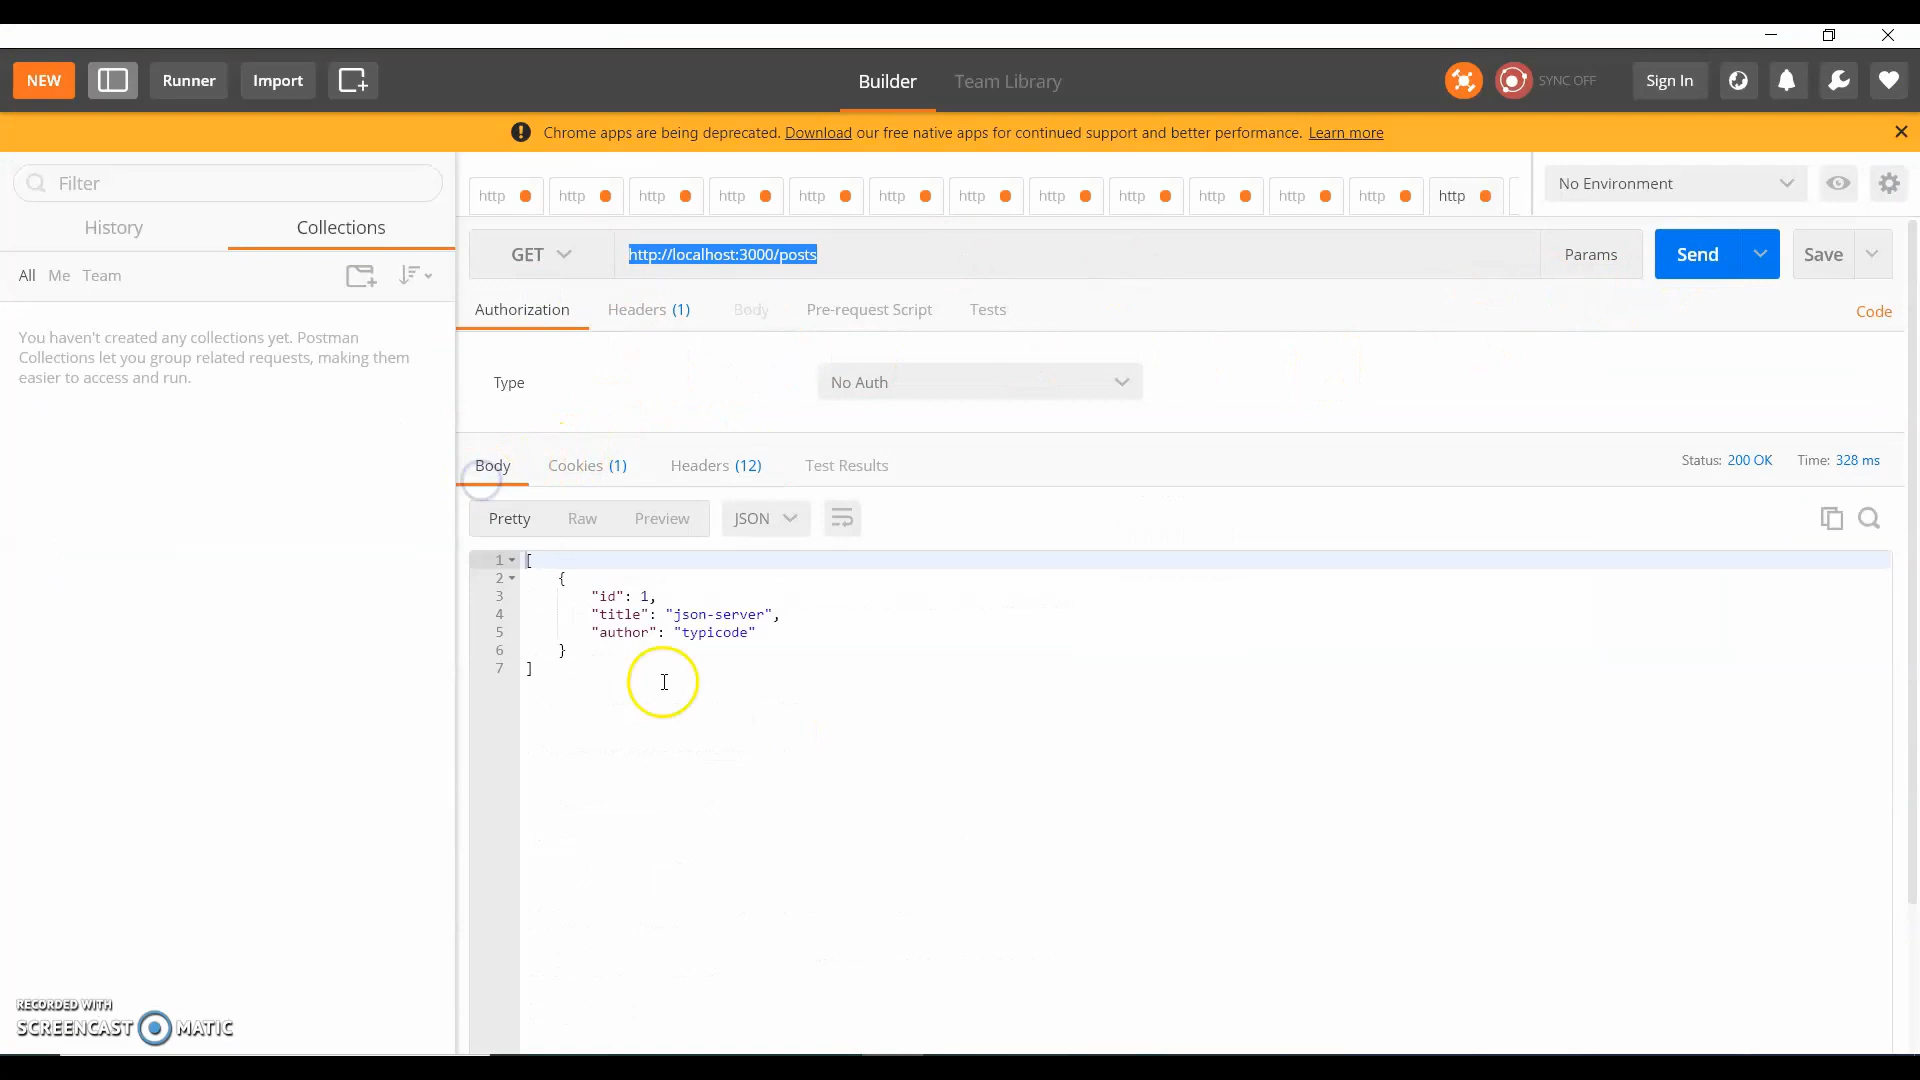 NEW Runner Import Builder Team Library SYNC OFF Sign In
Chrome apps are being deprecated. Download our free native apps for continued support and better performance. Learn more
Filter
History Collections
All Me Team
You haven't created any collections yet. Postman
Collections let you group related requests, making them
easier to access and run.
http http http http http http http http http http http http http
No Environment
GET http://localhost:3000/posts Params Send Save
Authorization Headers (1) Body Pre-request Script Tests Code
Type No Auth
Body Cookies (1) Headers (12) Test Results Status: 200 OK Time: 328 ms
Pretty Raw Preview JSON
1 [
2 {
3 "id": 1,
4 "title": "json-server",
5 "author": "typicode"
6 }
7 ]
RECORDED WITH
SCREENCAST MATIC